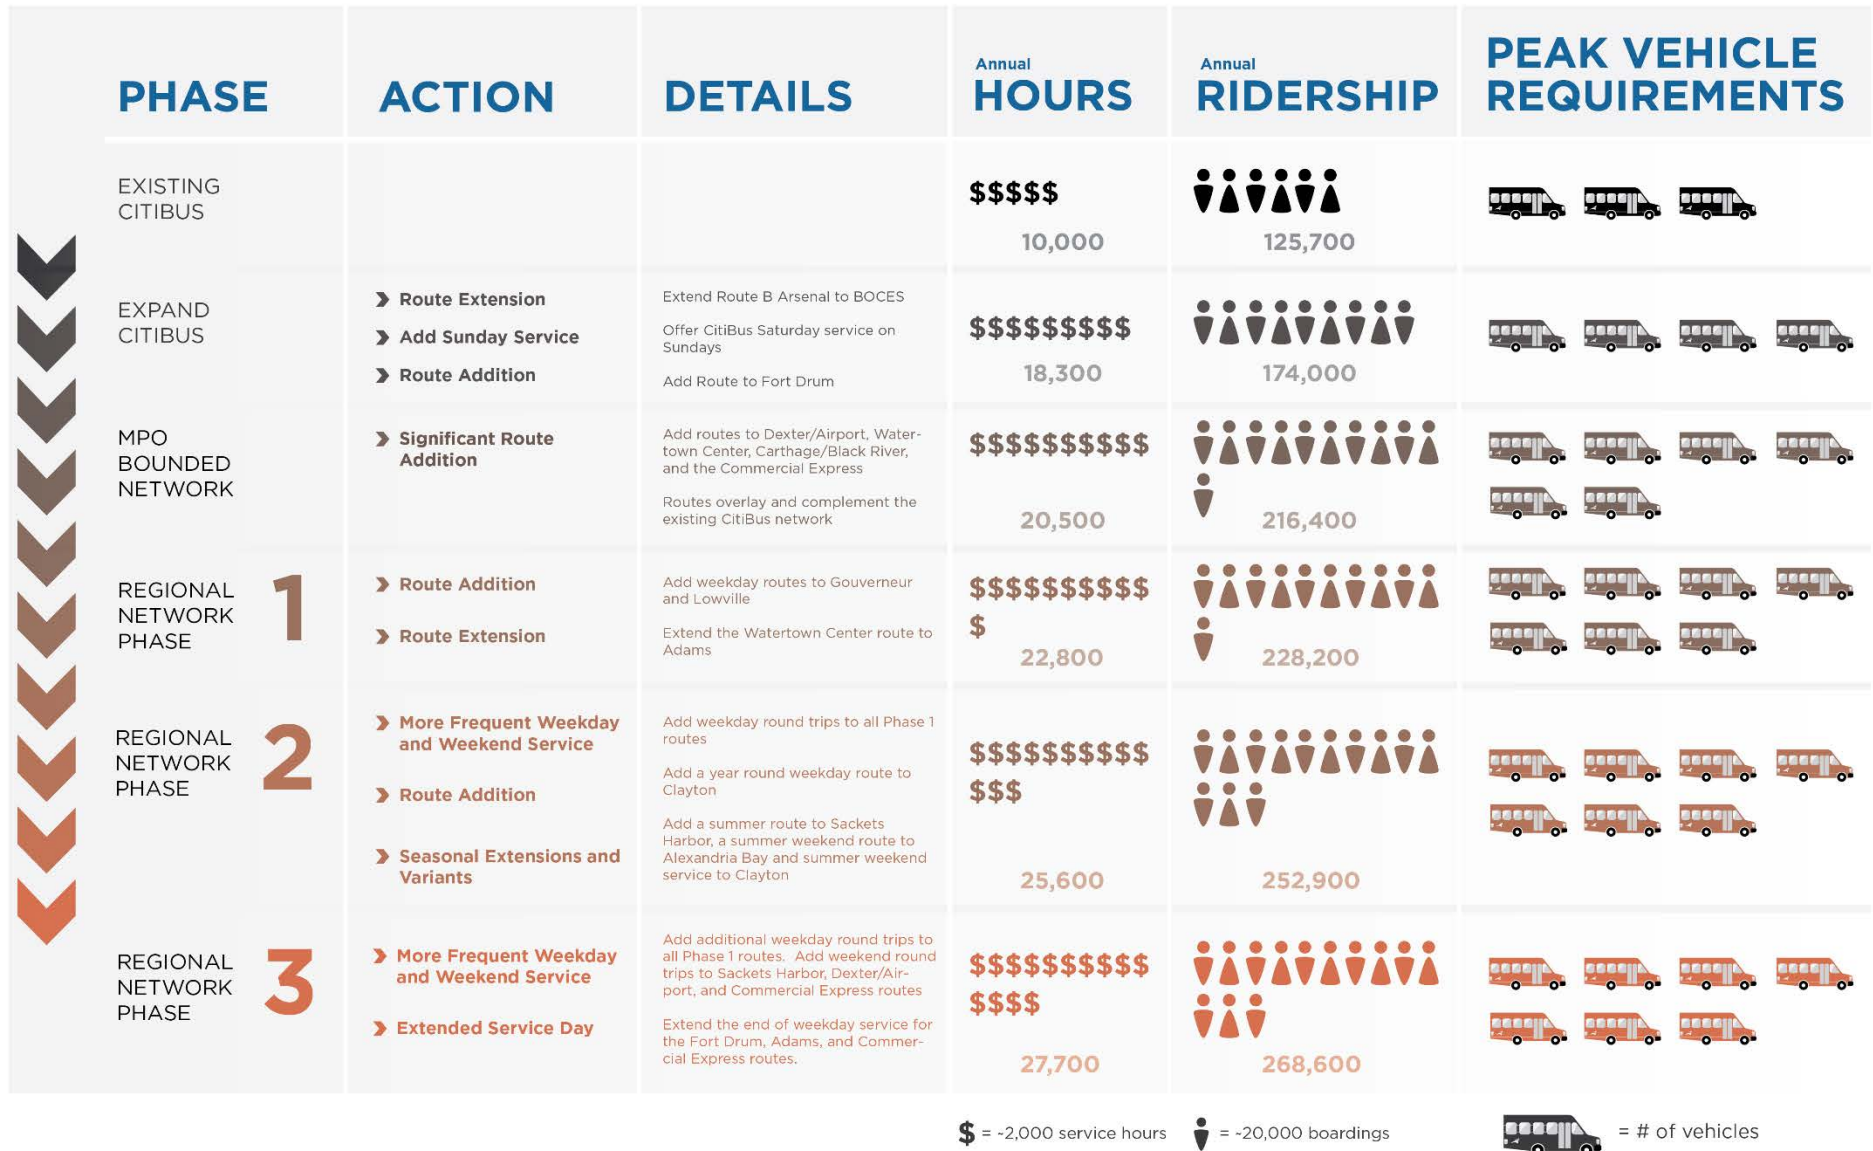 PHASE
ACTION
DETAILS
Annual
HOURS
Annual
RIDERSHIP
PEAK VEHICLE
REQUIREMENTS
EXISTING
CITIBUS
$$$$$
10,000
125,700
EXPAND
CITIBUS
Route Extension
Add Sunday Service
Route Addition
Extend Route B Arsenal to BOCES
Offer CitiBus Saturday service on
Sundays
Add Route to Fort Drum
$$$$$$$$$
18,300
174,000
MPO
BOUNDED
NETWORK
Significant Route
Addition
Add routes to Dexter/Airport, Water-
town Center, Carthage/Black River,
and the Commercial Express
Routes overlay and complement the
existing CitiBus network
$$$$$$$$$$
20,500
216,400
REGIONAL
NETWORK
PHASE
1
Route Addition
Route Extension
Add weekday routes to Gouverneur
and Lowville
Extend the Watertown Center route to
Adams
$$$$$$$$$$
$
22,800
228,200
REGIONAL
NETWORK
PHASE
2
More Frequent Weekday
and Weekend Service
Route Addition
Seasonal Extensions and
Variants
Add weekday round trips to all Phase 1
routes
Add a year round weekday route to
Clayton
Add a summer route to Sackets
Harbor, a summer weekend route to
Alexandria Bay and summer weekend
service to Clayton
$$$$$$$$$$
$$$
25,600
252,900
REGIONAL
NETWORK
PHASE
3
More Frequent Weekday
and Weekend Service
Extended Service Day
Add additional weekday round trips to
all Phase 1 routes. Add weekend round
trips to Sackets Harbor, Dexter/Air-
port, and Commercial Express routes
Extend the end of weekday service for
the Fort Drum, Adams, and Commer-
cial Express routes.
$$$$$$$$$$
$$$$
27,700
268,600
$ = ~2,000 service hours
= ~20,000 boardings
= # of vehicles